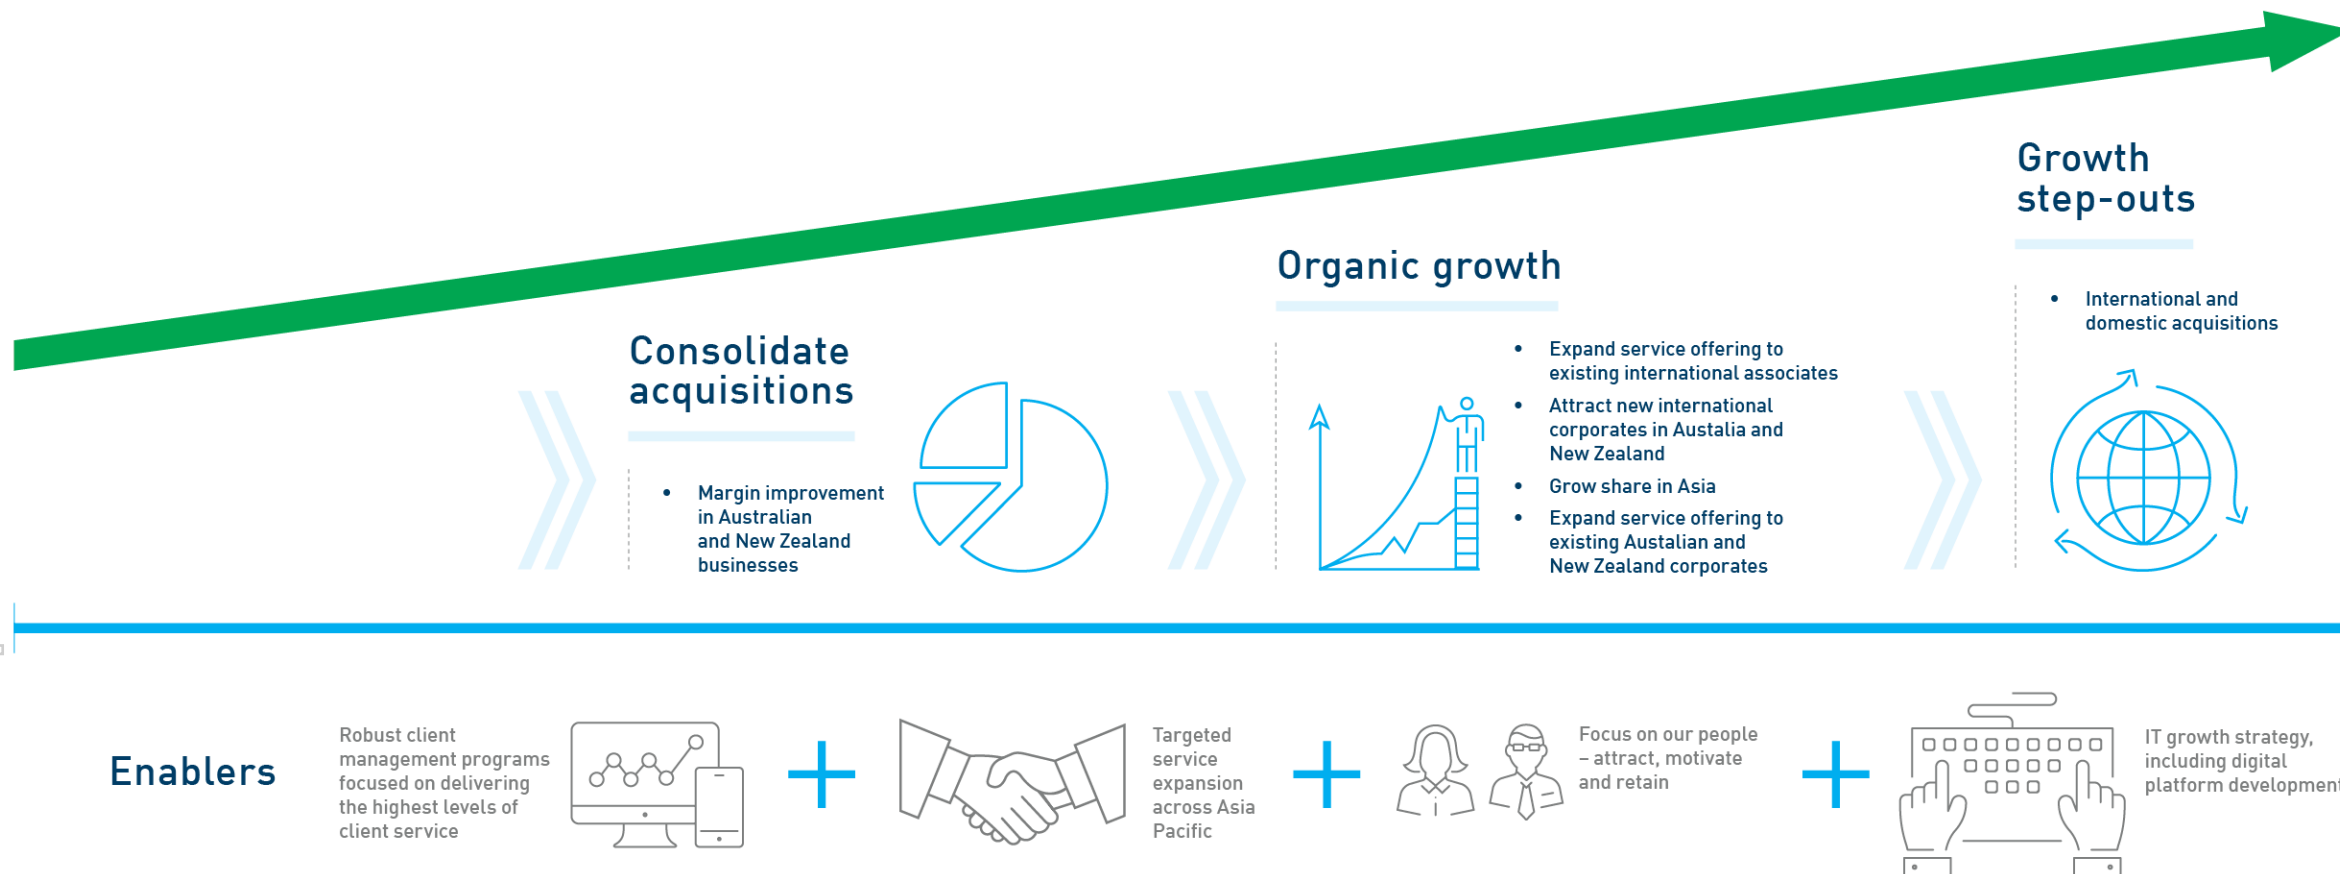 Growth
step-outs
• International and
domestic acquisitions
Organic growth
• Expand service offering to
existing international associates
• Attract new international
corporates in Austalia and
New Zealand
• Grow share in Asia
• Expand service offering to
existing Austalian and
New Zealand corporates
Consolidate
acquisitions
• Margin improvement
in Australian
and New Zealand
businesses
Enablers
Robust client
management programs
focused on delivering
the highest levels of
client service
Targeted
service
expansion
across Asia
Pacific
Focus on our people
– attract, motivate
and retain
IT growth strategy,
including digital
platform development